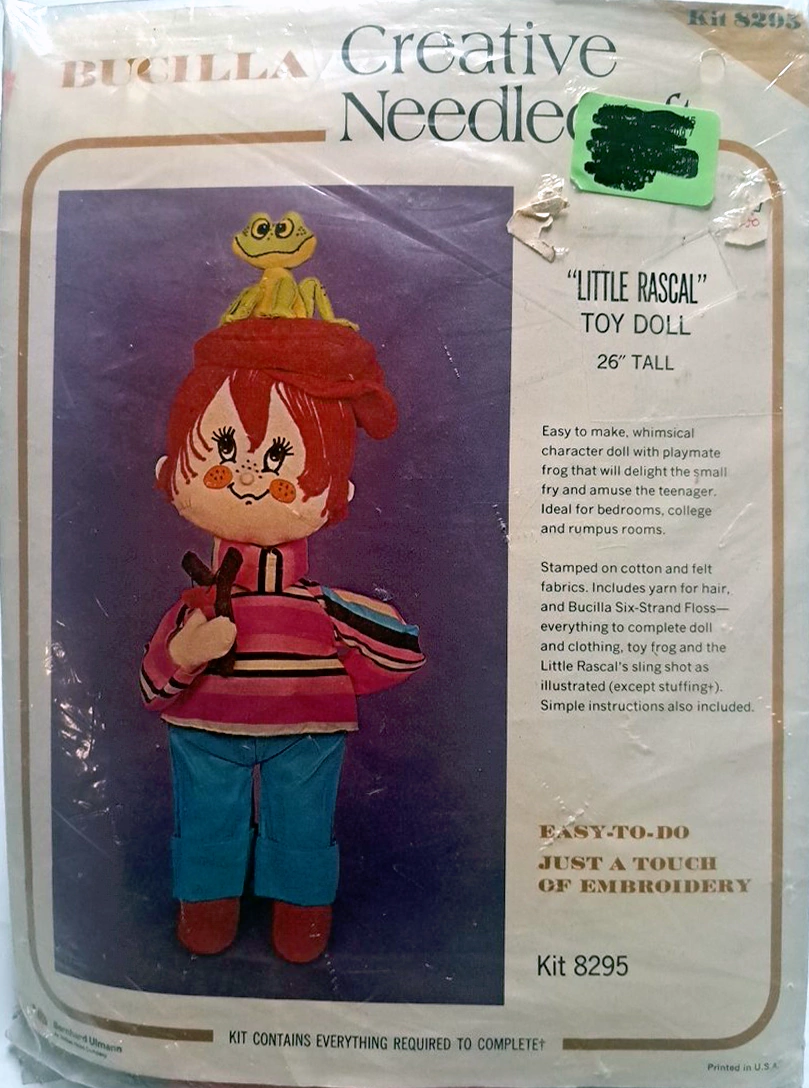 Kit 8295
BUCILLA Creative
Needlec
"LITTLE RASCAL"
TOY DOLL
26" TALL
Easy to make, whimsical
character doll with playmate
frog that will delight the small
fry and amuse the teenager.
Ideal for bedrooms, college
and rumpus rooms.
Stamped on cotton and felt
fabrics. Includes yarn for hair,
and Bucilla Six-Strand Floss—
everything to complete doll
and clothing, toy frog and the
Little Rascal's sling shot as
illustrated (except stuffing†).
Simple instructions also included.
EASY-TO-DO
JUST A TOUCH
OF EMBROIDERY
Kit 8295
Bernhard Ulmann
KIT CONTAINS EVERYTHING REQUIRED TO COMPLETE†
Printed in U.S.A.